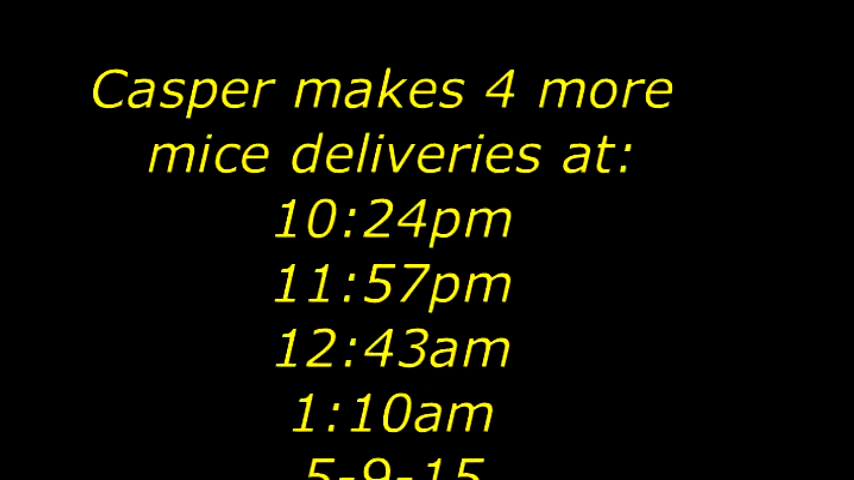 Casper makes 4 more
mice deliveries at:
10:24pm
11:57pm
12:43am
1:10am
5-9-15